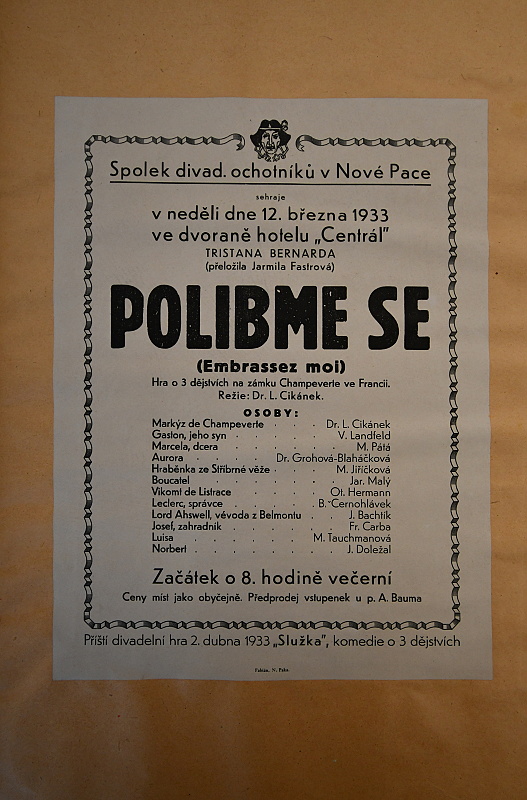 Spolek divad. ochotníků v Nové Pace
sehraje
v neděli dne 12. března 1933
ve dvoraně hotelu „Centrál”
TRISTANA BERNARDA
(přeložila Jarmila Fastrová)
POLIBME SE
(Embrassez moi)
Hra o 3 dějstvích na zámku Champeverle ve Francii.
Režie: Dr. L. Cikánek.
OSOBY:
Markýz de Champeverle . . . Dr. L. Cikánek
Gaston, jeho syn . . . . . V. Landfeld
Marcela, dcera . . . . . . M. Pátá
Aurora . . . . Dr. Grohová-Blaháčková
Hraběnka ze Stříbrné věže . . . M. Jiříčková
Boucatel . . . . . . Jar. Malý
Vikomt de Listrace . . . . Ot. Hermann
Leclerc, správce . . . . B. Černohlávek
Lord Ahswell, vévoda z Belmontu . . J. Bachtík
Josef, zahradník . . . . . Fr. Čarba
Luisa . . . . . . M. Tauchmanová
Norbert . . . . . . . J. Doležal
Začátek o 8. hodině večerní
Ceny míst jako obyčejně. Předprodej vstupenek u p. A. Bauma
Příští divadelní hra 2. dubna 1933 „Služka”, komedie o 3 dějstvích
Fabián, N. Paka.